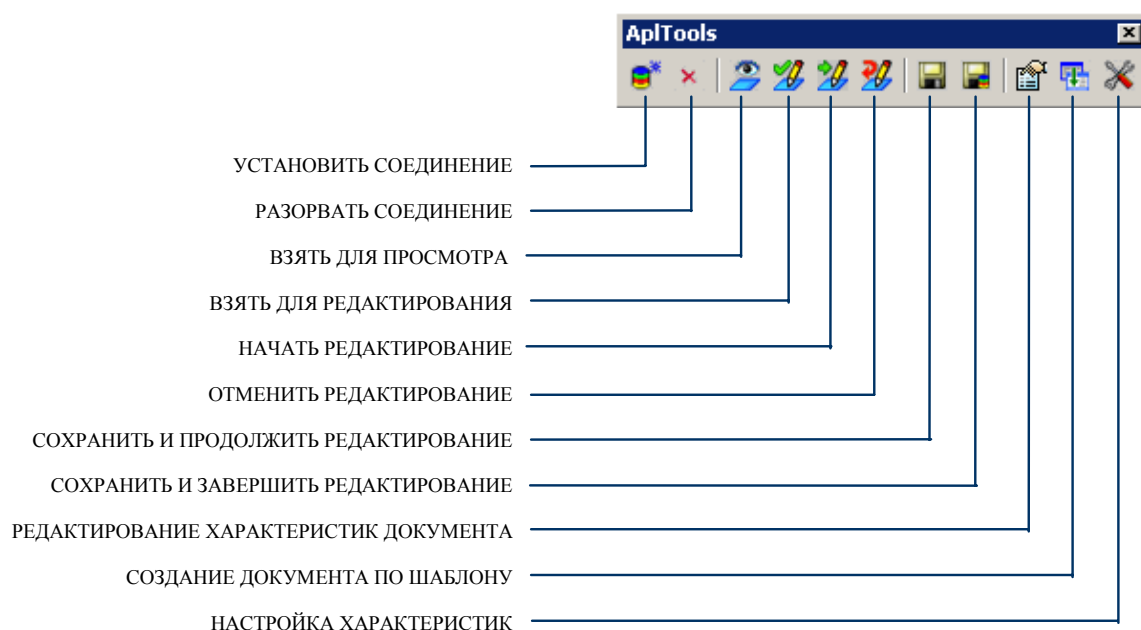 AplTools
УСТАНОВИТЬ СОЕДИНЕНИЕ
РАЗОРВАТЬ СОЕДИНЕНИЕ
ВЗЯТЬ ДЛЯ ПРОСМОТРА
ВЗЯТЬ ДЛЯ РЕДАКТИРОВАНИЯ
НАЧАТЬ РЕДАКТИРОВАНИЕ
ОТМЕНИТЬ РЕДАКТИРОВАНИЕ
СОХРАНИТЬ И ПРОДОЛЖИТЬ РЕДАКТИРОВАНИЕ
СОХРАНИТЬ И ЗАВЕРШИТЬ РЕДАКТИРОВАНИЕ
РЕДАКТИРОВАНИЕ ХАРАКТЕРИСТИК ДОКУМЕНТА
СОЗДАНИЕ ДОКУМЕНТА ПО ШАБЛОНУ
НАСТРОЙКА ХАРАКТЕРИСТИК